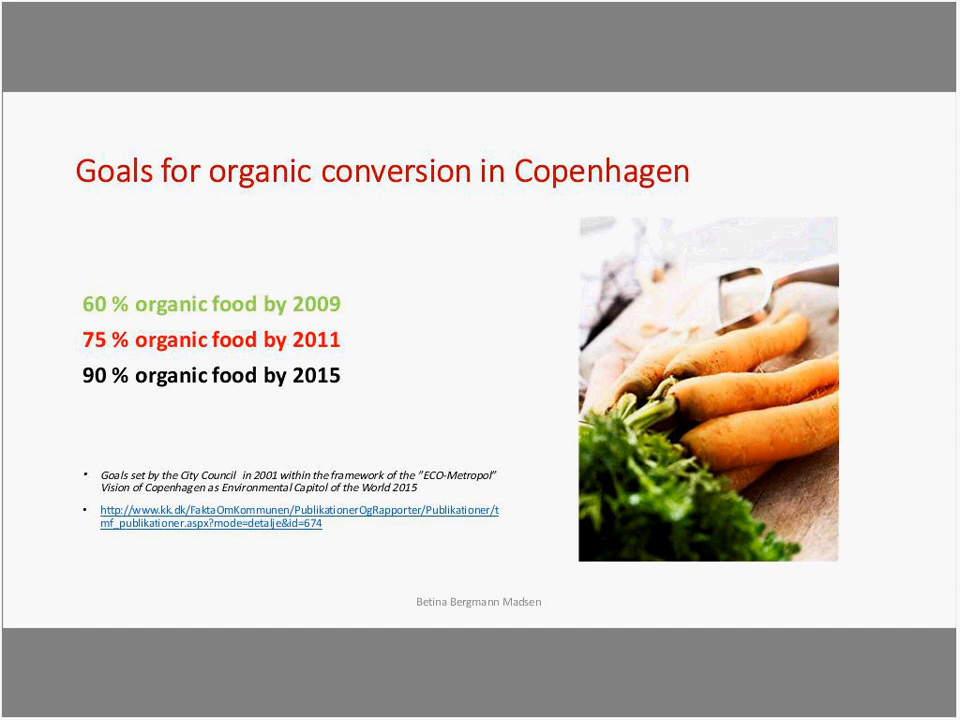 Goals for organic conversion in Copenhagen
60 % organic food by 2009
75 % organic food by 2011
90 % organic food by 2015
• Goals set by the City Council in 2001 within the framework of the ”ECO-Metropol”
Vision of Copenhagen as Environmental Capitol of the World 2015
• http://www.kk.dk/FaktaOmKommunen/PublikationerOgRapporter/Publikationer/t
mf_publikationer.aspx?mode=detalje&id=674
Betina Bergmann Madsen